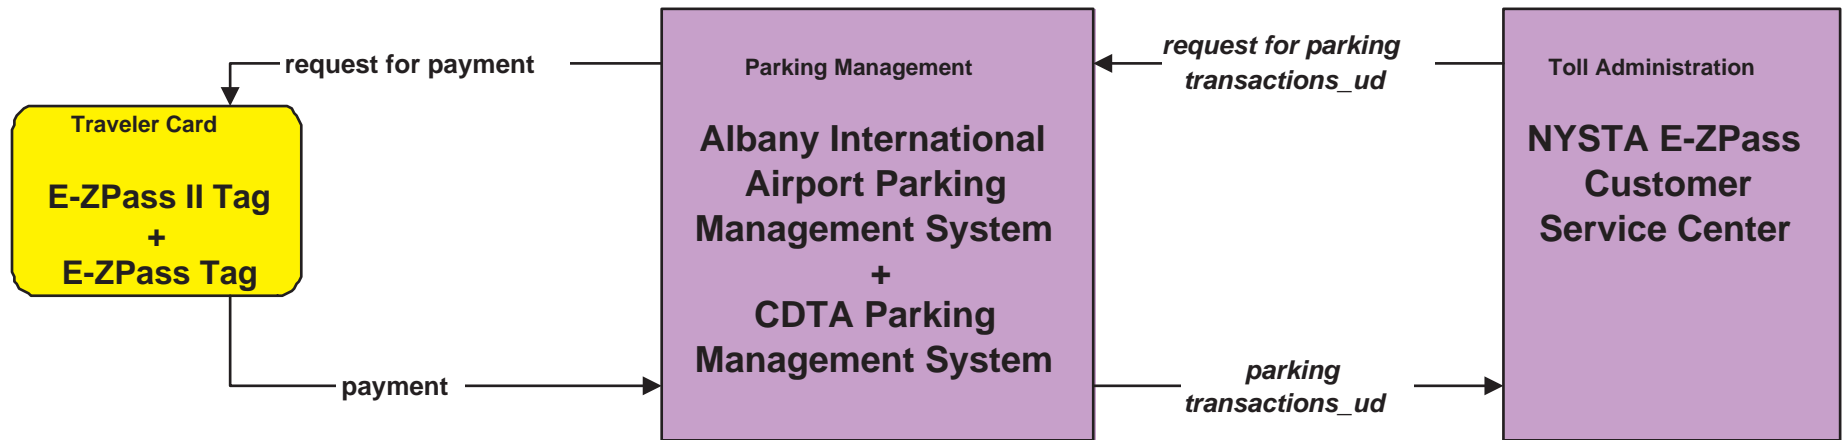 request for payment
Traveler Card
E-ZPass II Tag
+
E-ZPass Tag
payment
Parking Management
Albany International
Airport Parking
Management System
+
CDTA Parking
Management System
request for parking
transactions_ud
parking
transactions_ud
Toll Administration
NYSTA E-ZPass
Customer
Service Center